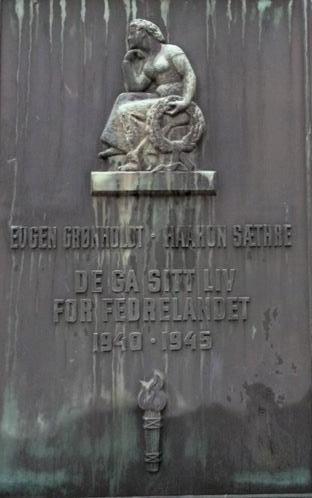 EUGEN GRØNHOLDT · HAAKON SÆTHRE
DE GA SITT LIV
FOR FEDRELANDET
1940 · 1945